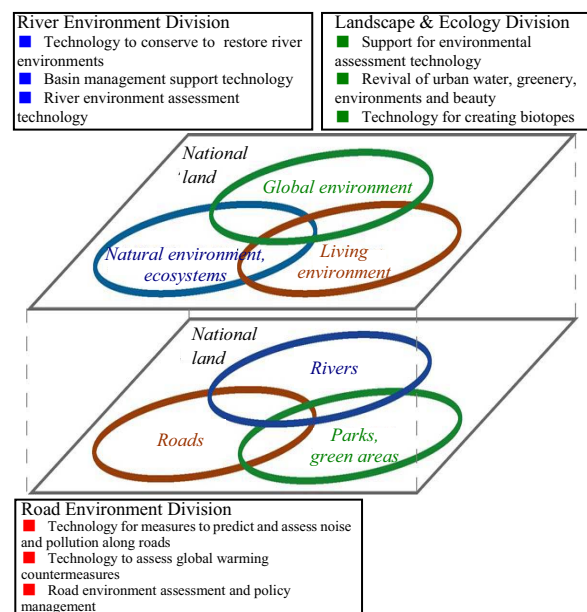 River Environment Division
■ Technology to conserve to restore river
environments
■ Basin management support technology
■ River environment assessment
technology
Landscape & Ecology Division
■ Support for environmental
assessment technology
■ Revival of urban water, greenery,
environments and beauty
■ Technology for creating biotopes
National
land
Global environment
Natural environment,
ecosystems
Living
environment
National
land
Rivers
Roads
Parks,
green areas
Road Environment Division
■ Technology for measures to predict and assess noise
and pollution along roads
■ Technology to assess global warming
countermeasures
■ Road environment assessment and policy
management